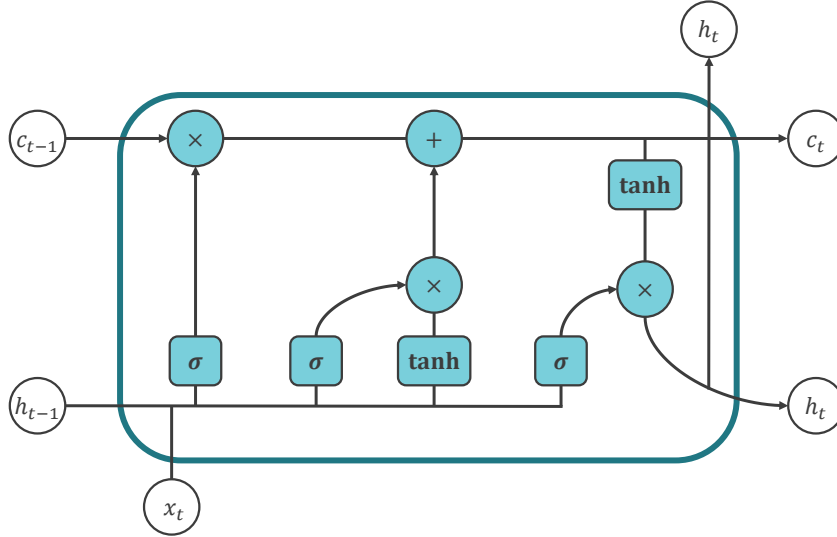 h_t
c_{t−1}
×
+
c_t
tanh
×
×
σ
σ
tanh
σ
h_{t−1}
h_t
x_t